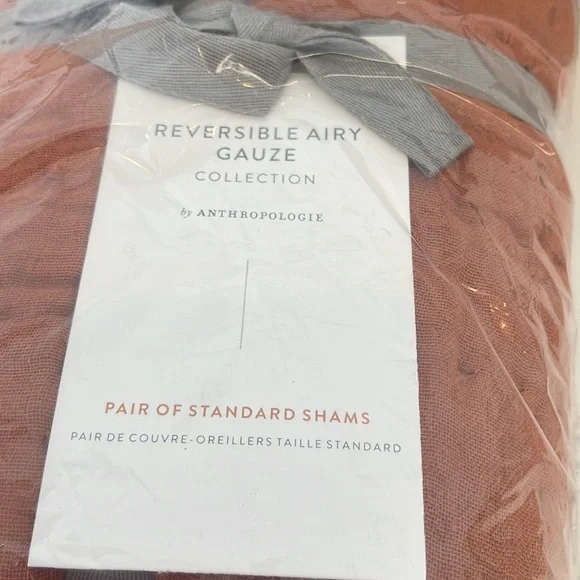 REVERSIBLE AIRY
GAUZE
COLLECTION
by ANTHROPOLOGIE
PAIR OF STANDARD SHAMS
PAIR DE COUVRE-OREILLERS TAILLE STANDARD